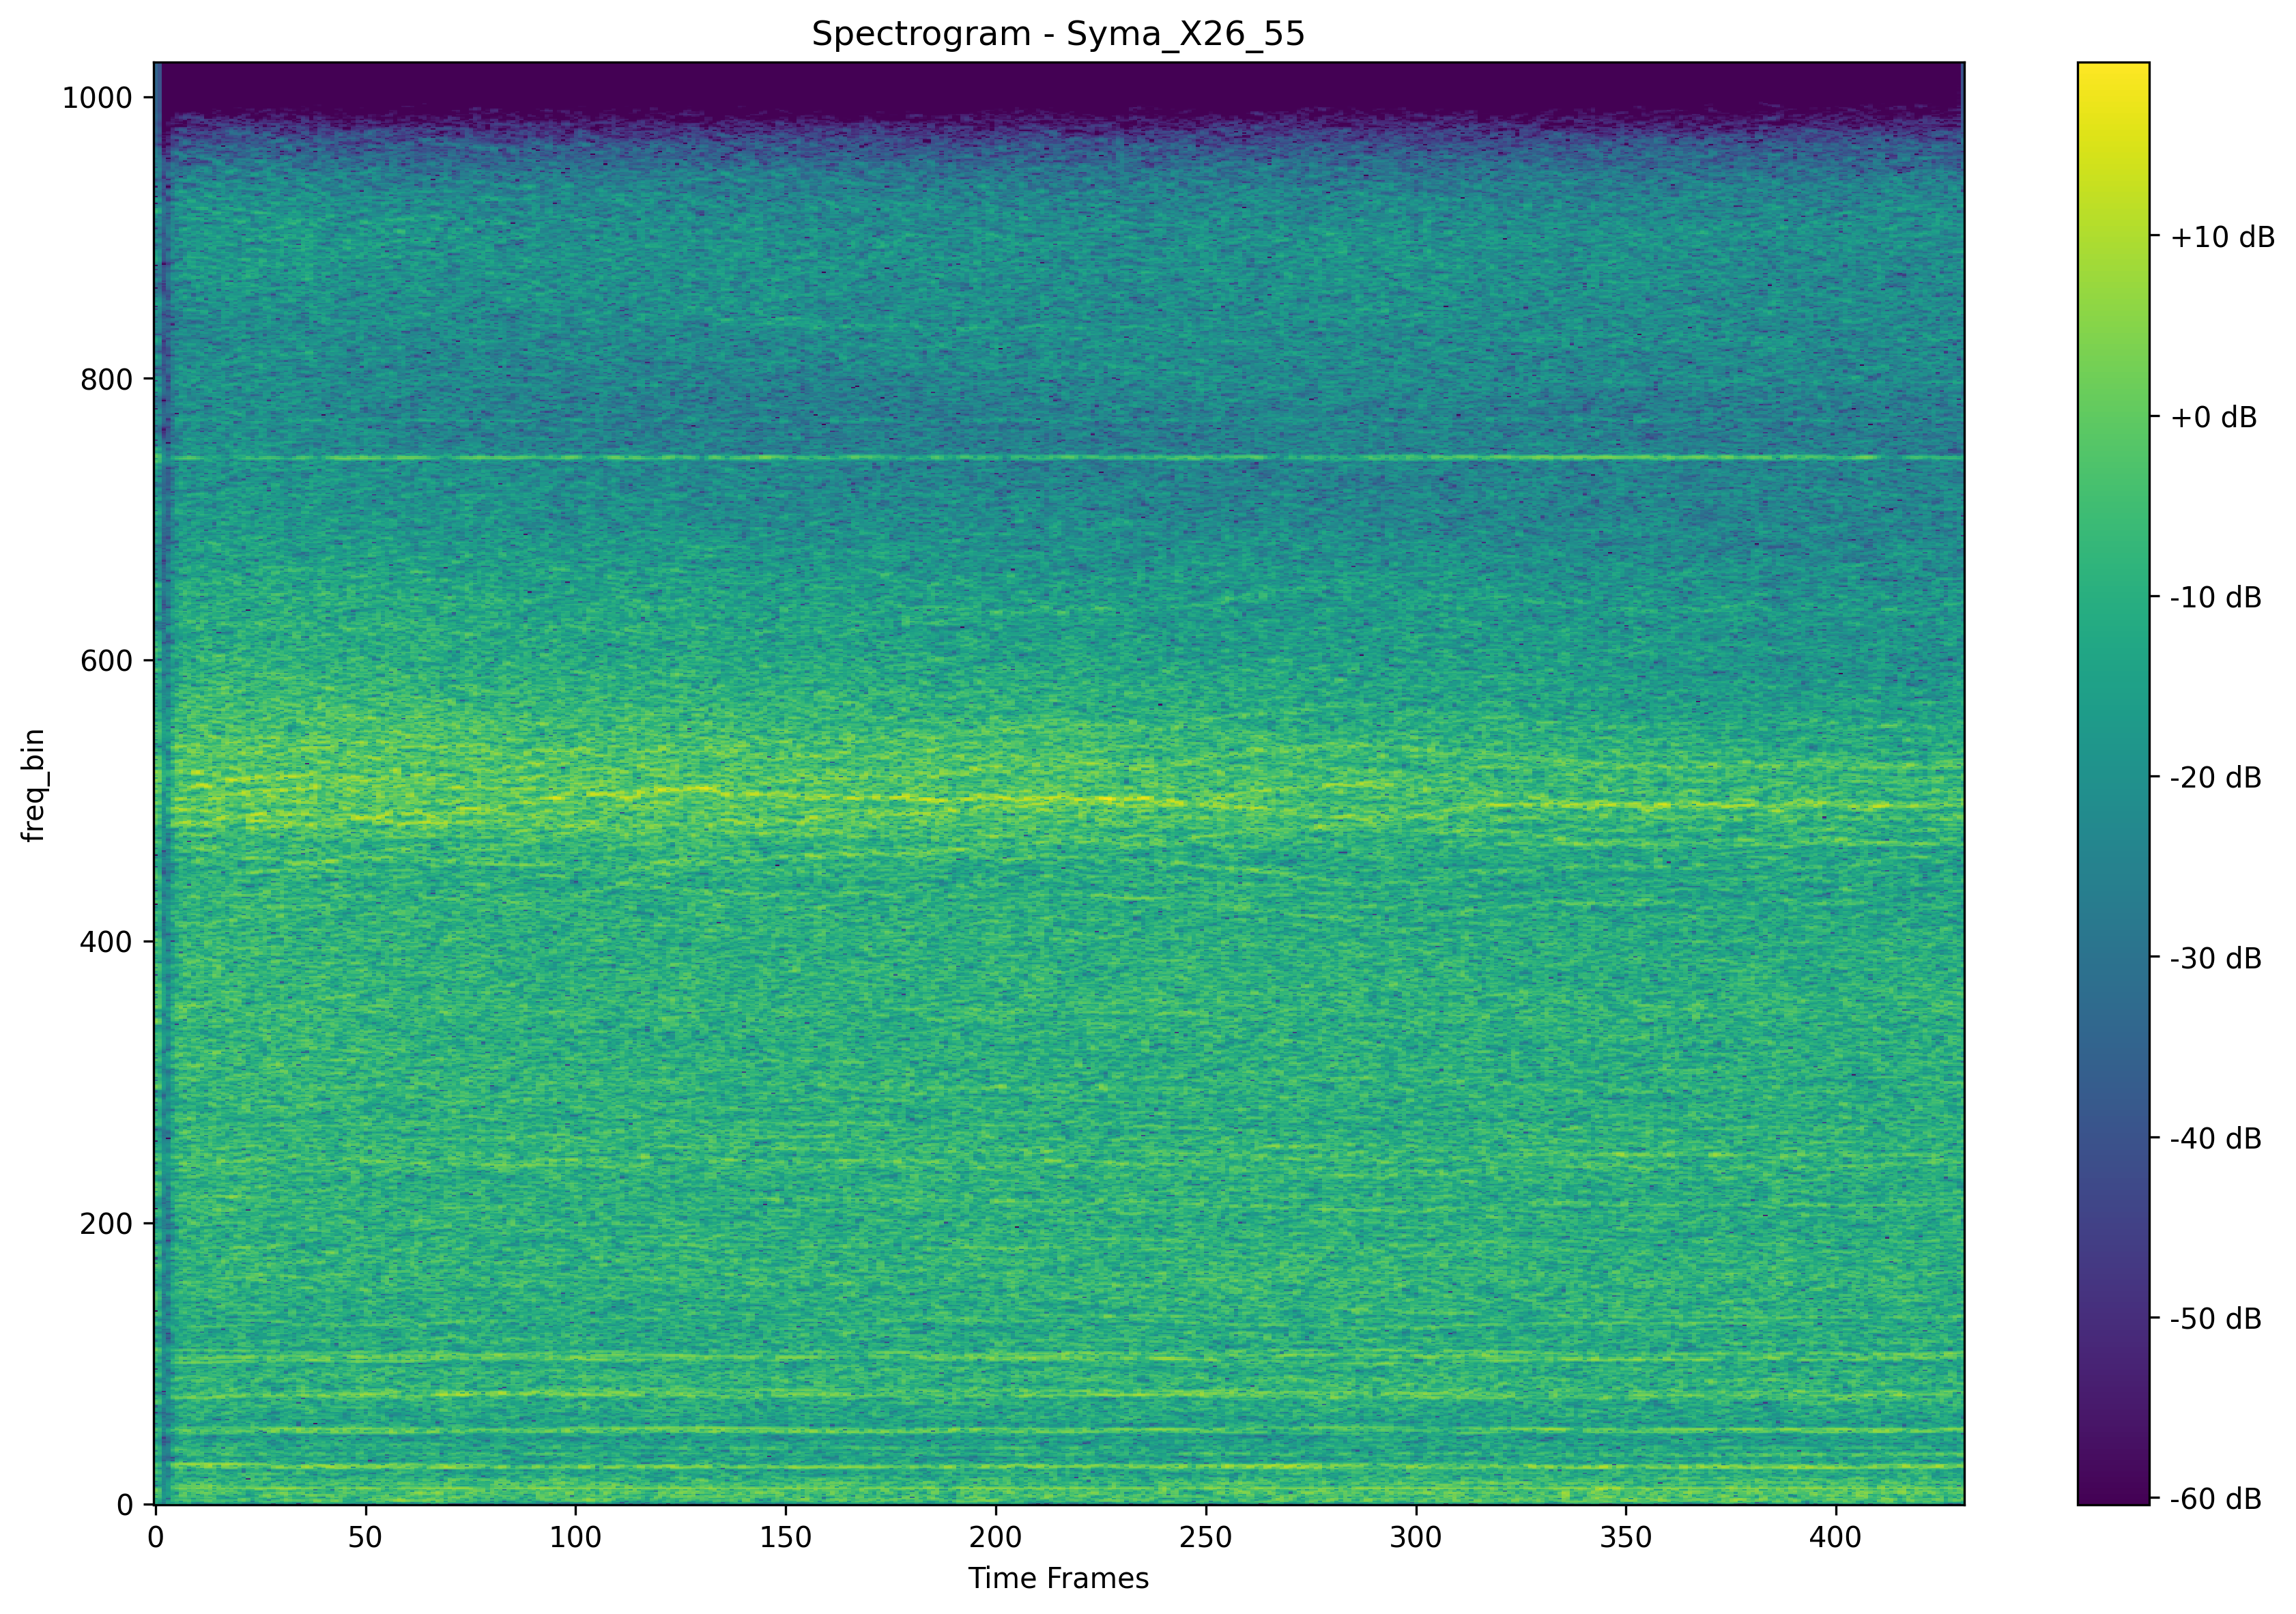 Spectrogram - Syma_X26_55
1000
800
600
400
200
0
freq_bin
0 50 100 150 200 250 300 350 400
Time Frames
+10 dB
+0 dB
-10 dB
-20 dB
-30 dB
-40 dB
-50 dB
-60 dB